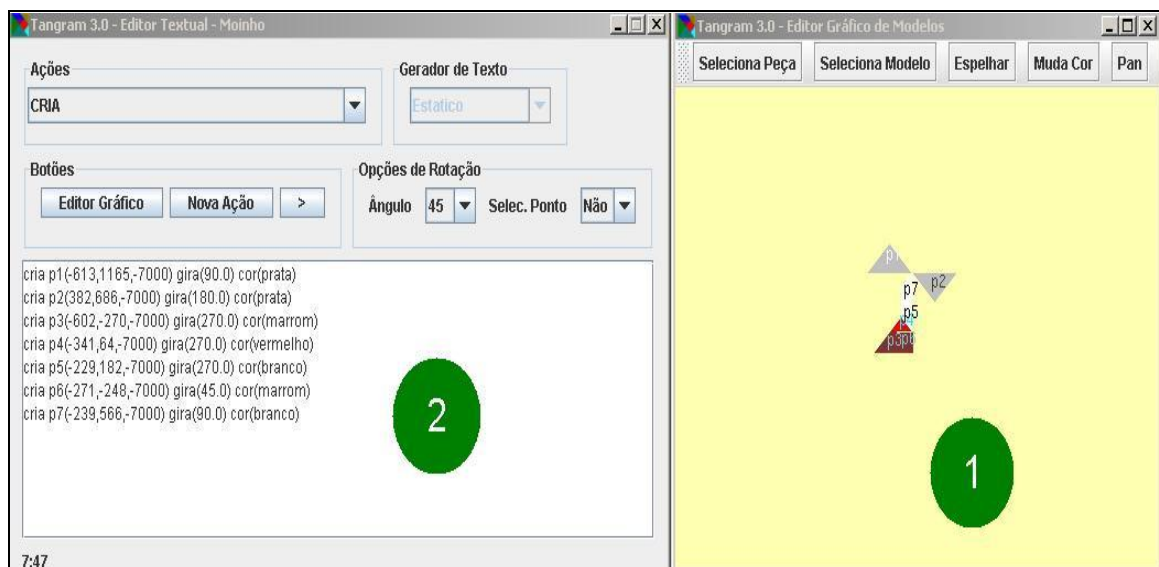 Tangram 3.0 - Editor Textual - Moinho
Ações
CRIA
Gerador de Texto
Estatico
Botões
Editor Gráfico
Nova Ação
>
Opções de Rotação
Ângulo
45
Selec. Ponto
Não
cria p1(-613,1165,-7000) gira(90.0) cor(prata)
cria p2(382,686,-7000) gira(180.0) cor(prata)
cria p3(-602,-270,-7000) gira(270.0) cor(marrom)
cria p4(-341,64,-7000) gira(270.0) cor(vermelho)
cria p5(-229,182,-7000) gira(270.0) cor(branco)
cria p6(-271,-248,-7000) gira(45.0) cor(marrom)
cria p7(-239,566,-7000) gira(90.0) cor(branco)
2
7:47
Tangram 3.0 - Editor Gráfico de Modelos
Seleciona Peça
Seleciona Modelo
Espelhar
Muda Cor
Pan
p1
p2
p7
p5
p4
p3
p6
1